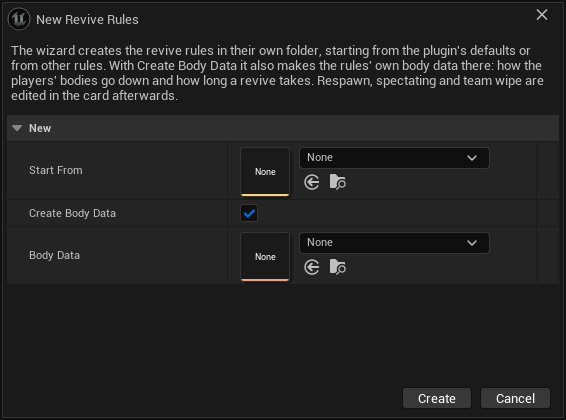 New Revive Rules
The wizard creates the revive rules in their own folder, starting from the plugin's defaults or
from other rules. With Create Body Data it also makes the rules' own body data there: how the
players' bodies go down and how long a revive takes. Respawn, spectating and team wipe are
edited in the card afterwards.
New
Start From
None
None
Create Body Data
Body Data
None
None
Create
Cancel